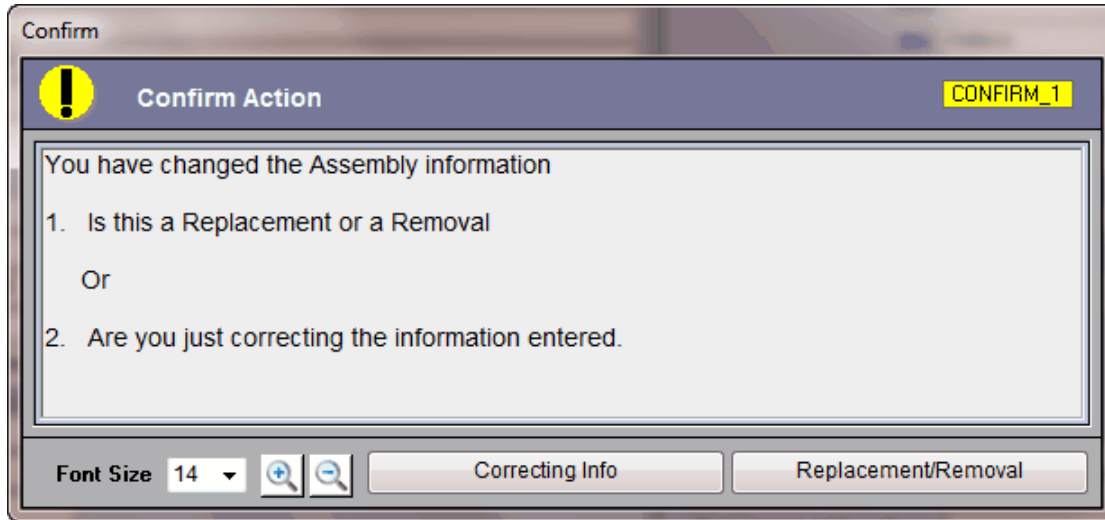 Confirm
Confirm Action
CONFIRM_1
You have changed the Assembly information
1. Is this a Replacement or a Removal
Or
2. Are you just correcting the information entered.
Font Size 14 Correcting Info Replacement/Removal